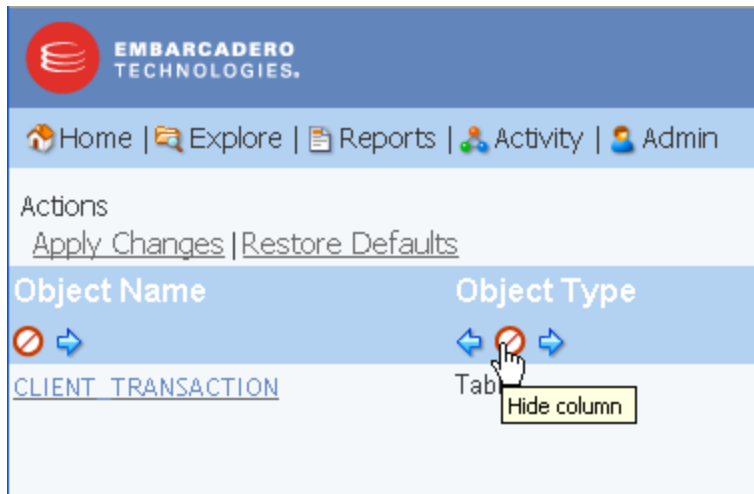 EMBARCADERO
TECHNOLOGIES.
Home | Explore | Reports | Activity | Admin
Actions
Apply Changes | Restore Defaults
Object Name Object Type
CLIENT_TRANSACTION
Hide column